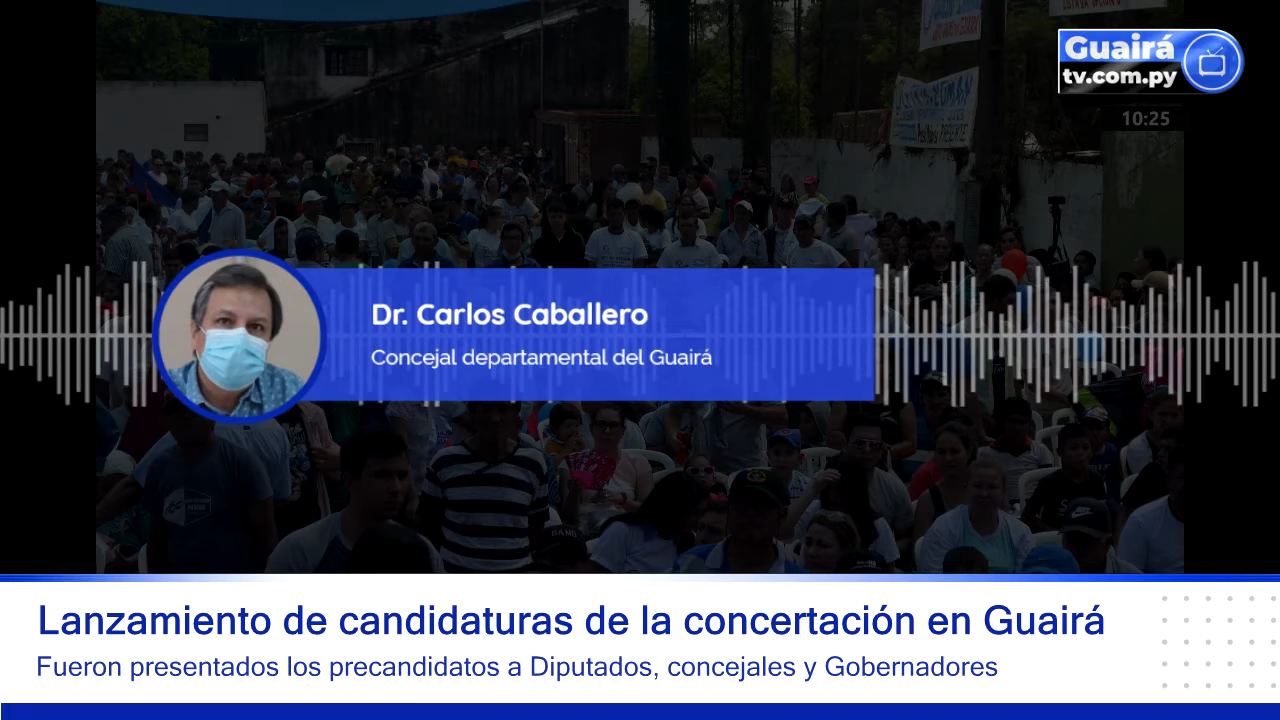 Guairá
tv.com.py
10:25
Dr. Carlos Caballero
Concejal departamental del Guairá
Lanzamiento de candidaturas de la concertación en Guairá
Fueron presentados los precandidatos a Diputados, concejales y Gobernadores